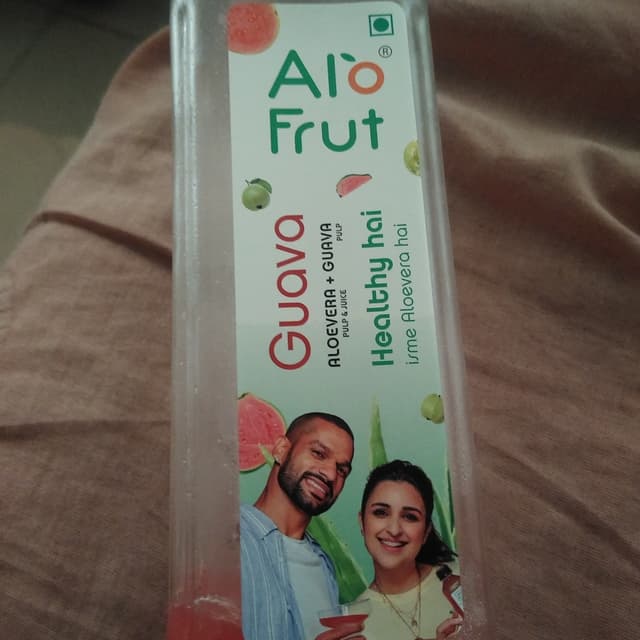 Alo
®
Frut
Guava
ALOEVERA + GUAVA
PULP & JUICE
PULP
Healthy hai
isme Aloevera hai